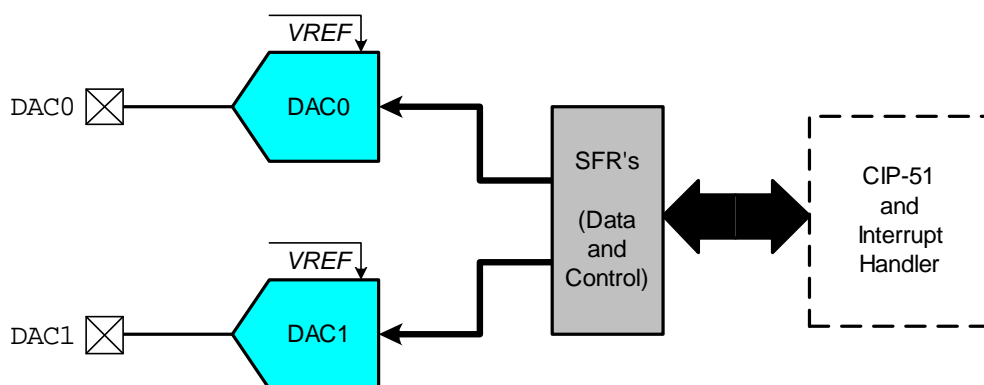 VREF
DAC0
DAC0
SFR's
(Data
and
Control)
CIP-51
and
Interrupt
Handler
VREF
DAC1
DAC1